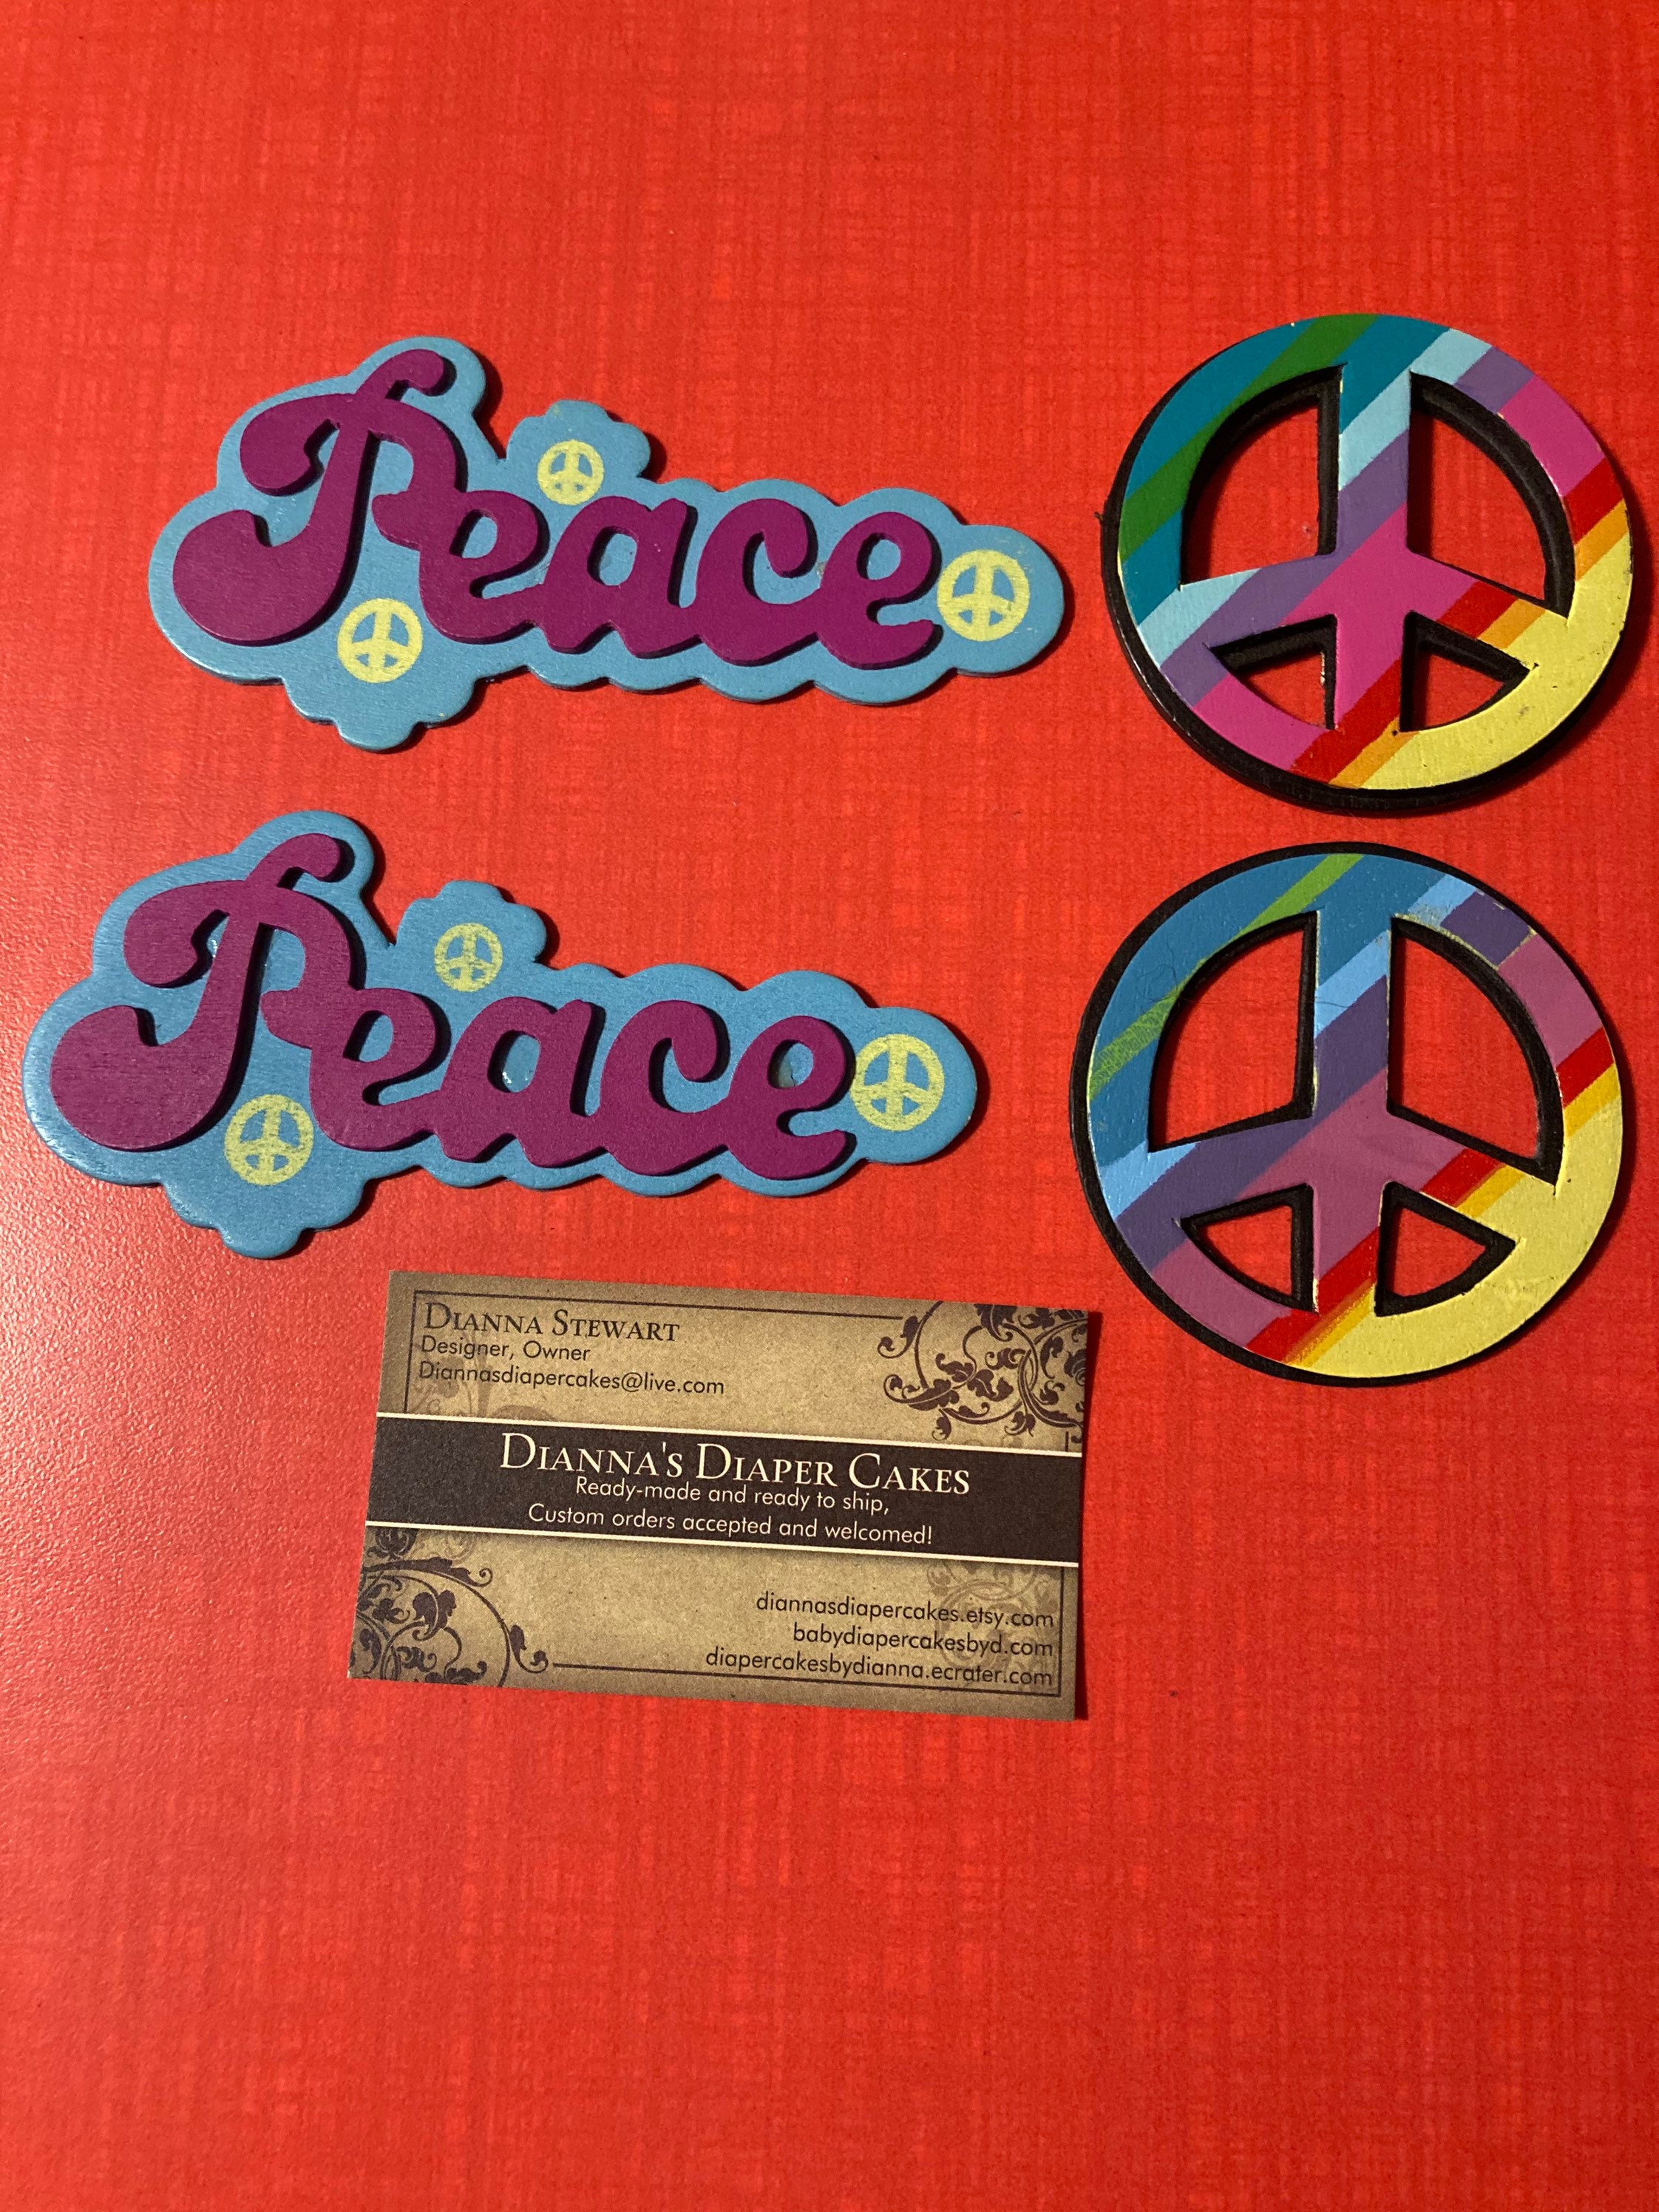 Peace
Peace
Dianna Stewart
Designer, Owner
Diannasdiapercakes@live.com
Dianna's Diaper Cakes
Ready-made and ready to ship,
Custom orders accepted and welcomed!
diannasdiapercakes.etsy.com
babydiapercakesbyd.com
diapercakesbydianna.ecrater.com